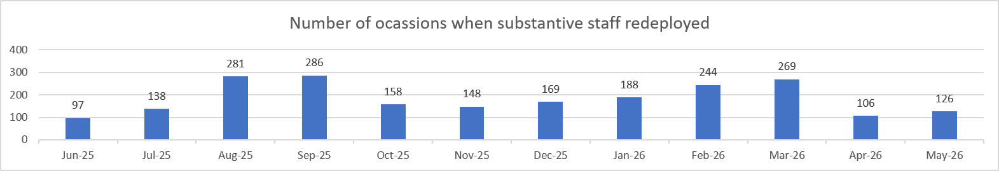 Number of ocassions when substantive staff redeployed
400
300
200
100
0
97
138
281
286
158
148
169
188
244
269
106
126
Jun-25
Jul-25
Aug-25
Sep-25
Oct-25
Nov-25
Dec-25
Jan-26
Feb-26
Mar-26
Apr-26
May-26